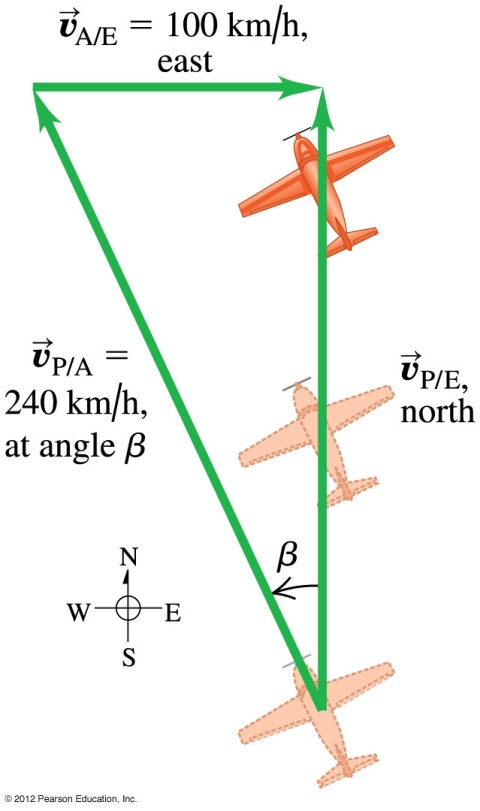 v⃗A/E = 100 km/h,
east
v⃗P/A =
240 km/h,
at angle β
v⃗P/E,
north
β
N
W E
S
© 2012 Pearson Education, Inc.